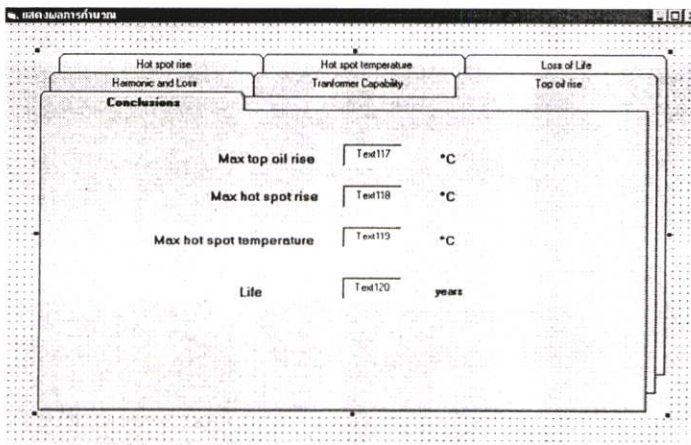 แสดงผลการคำนวณ
Hot spot rise Hot spot temperature Loss of Life
Harmonic and Loss Tranformer Capability Top oil rise
Conclusions
Max top oil rise Text117 °C
Max hot spot rise Text118 °C
Max hot spot temperature Text119 °C
Life Text120 years